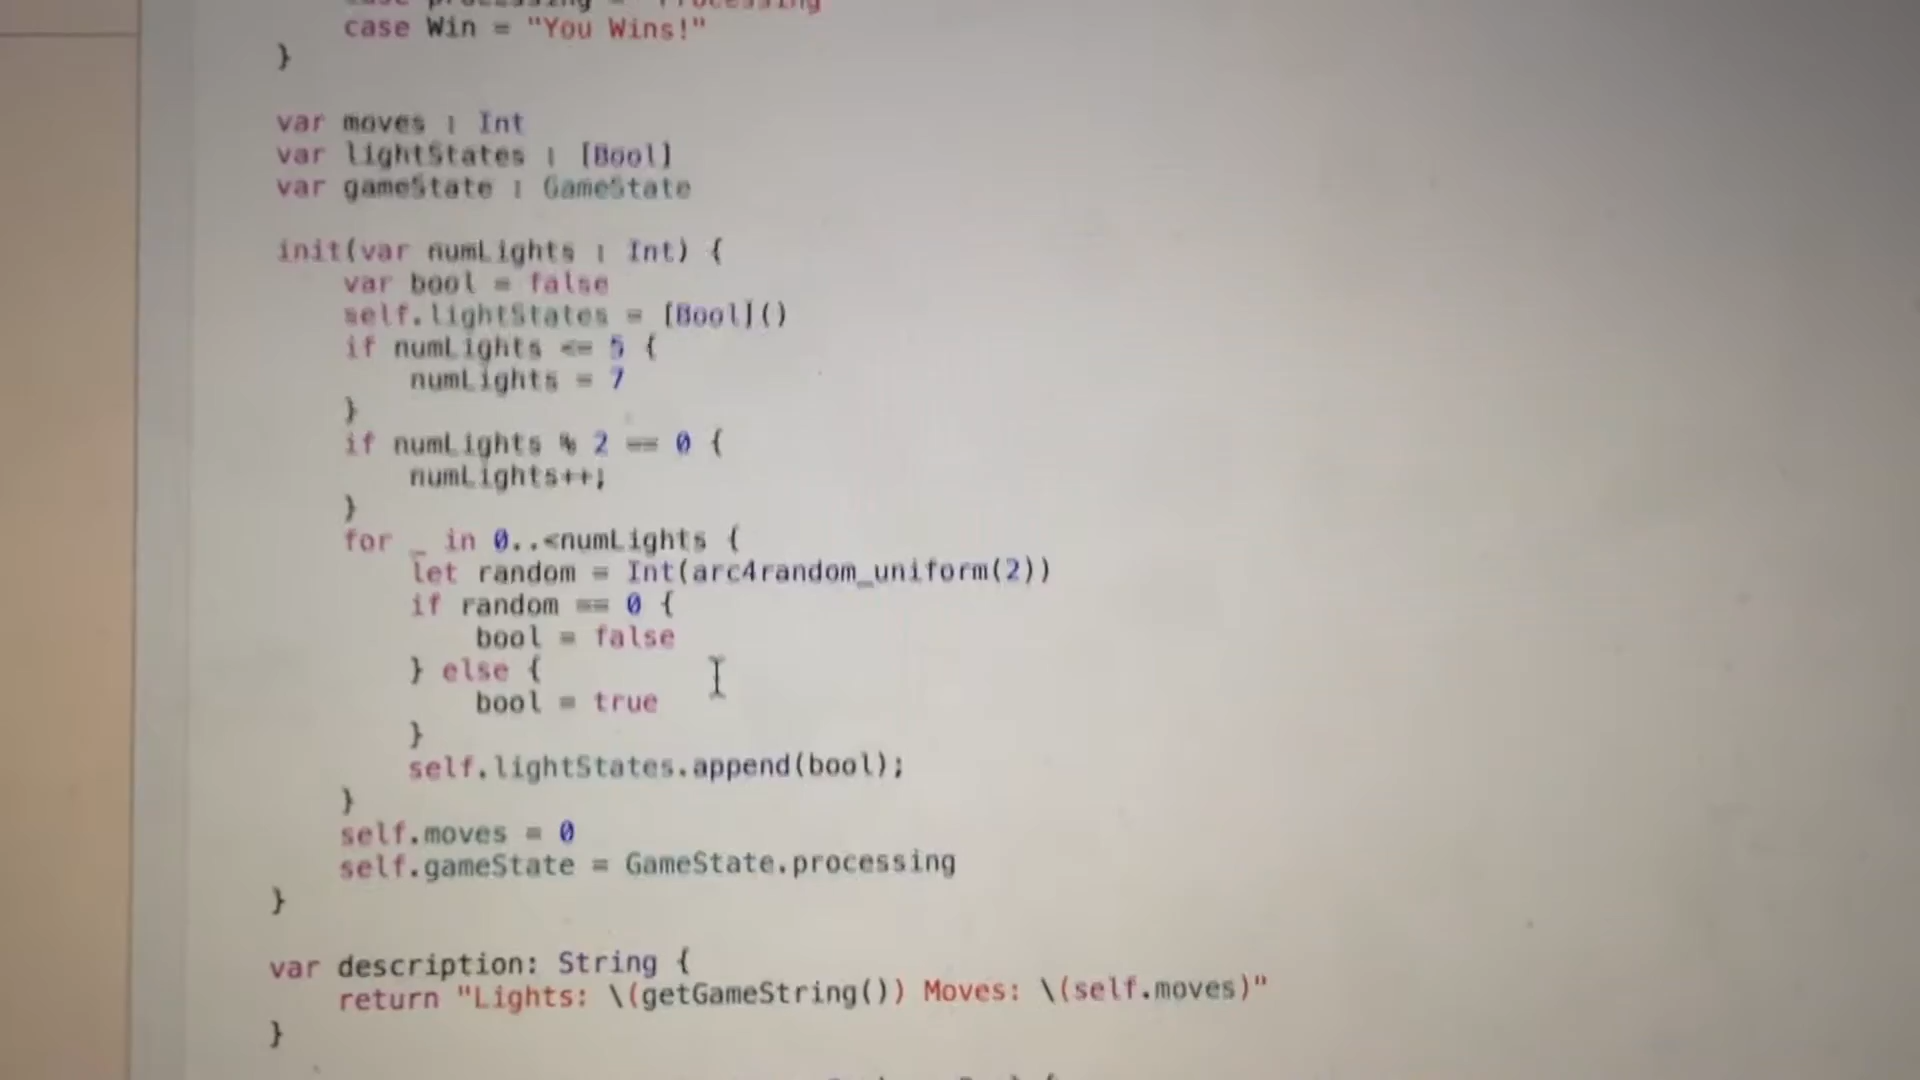 case processing = "Processing
case Win = "You Wins!"
}
var moves : Int
var lightStates : [Bool]
var gameState : GameState
init(var numLights : Int) {
var bool = false
self.lightStates = [Bool]()
if numLights <= 5 {
numLights = 7
}
if numLights % 2 == 0 {
numLights++;
}
for _ in 0..<numLights {
let random = Int(arc4random_uniform(2))
if random == 0 {
bool = false
} else {
bool = true
}
self.lightStates.append(bool);
}
self.moves = 0
self.gameState = GameState.processing
}
var description: String {
return "Lights: \(getGameString()) Moves: \(self.moves)"
}